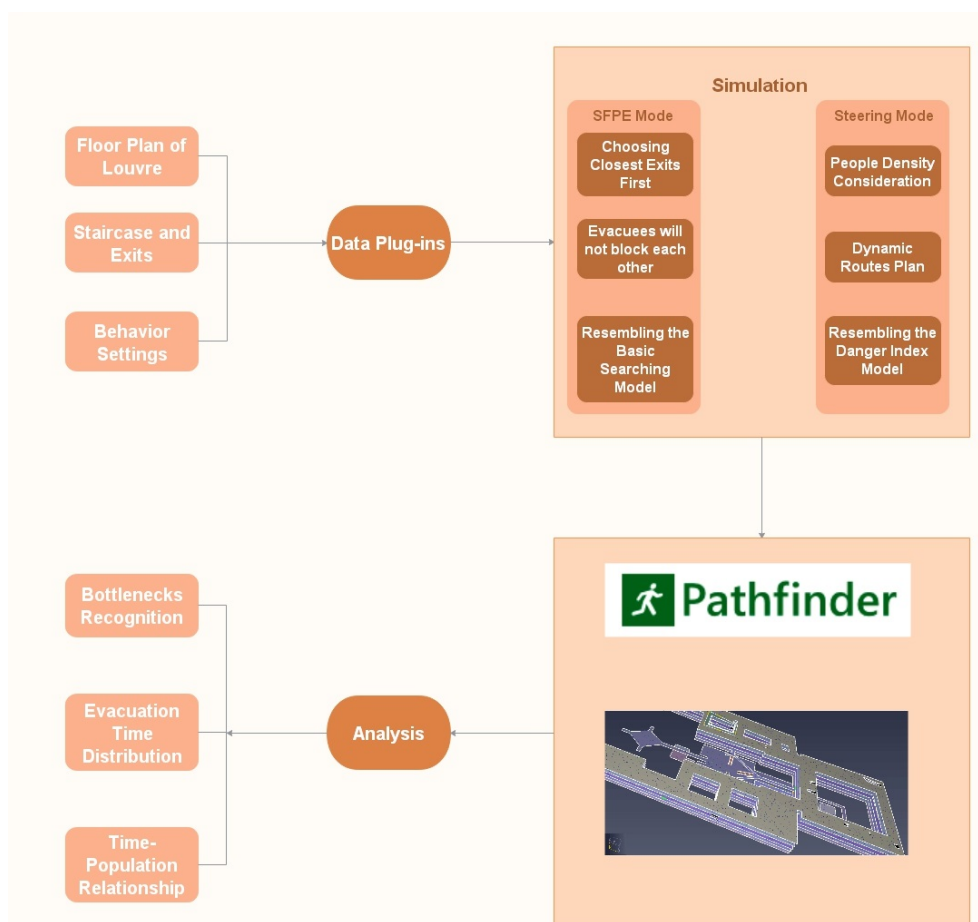 Simulation
SFPE Mode
Steering Mode
Floor Plan of
Louvre
Staircase and
Exits
Behavior
Settings
Data Plug-ins
Choosing
Closest Exits
First
Evacuees will
not block each
other
Resembling the
Basic
Searching
Model
People Density
Consideration
Dynamic
Routes Plan
Resembling the
Danger Index
Model
Pathfinder
Analysis
Bottlenecks
Recognition
Evacuation
Time
Distribution
Time-
Population
Relationship